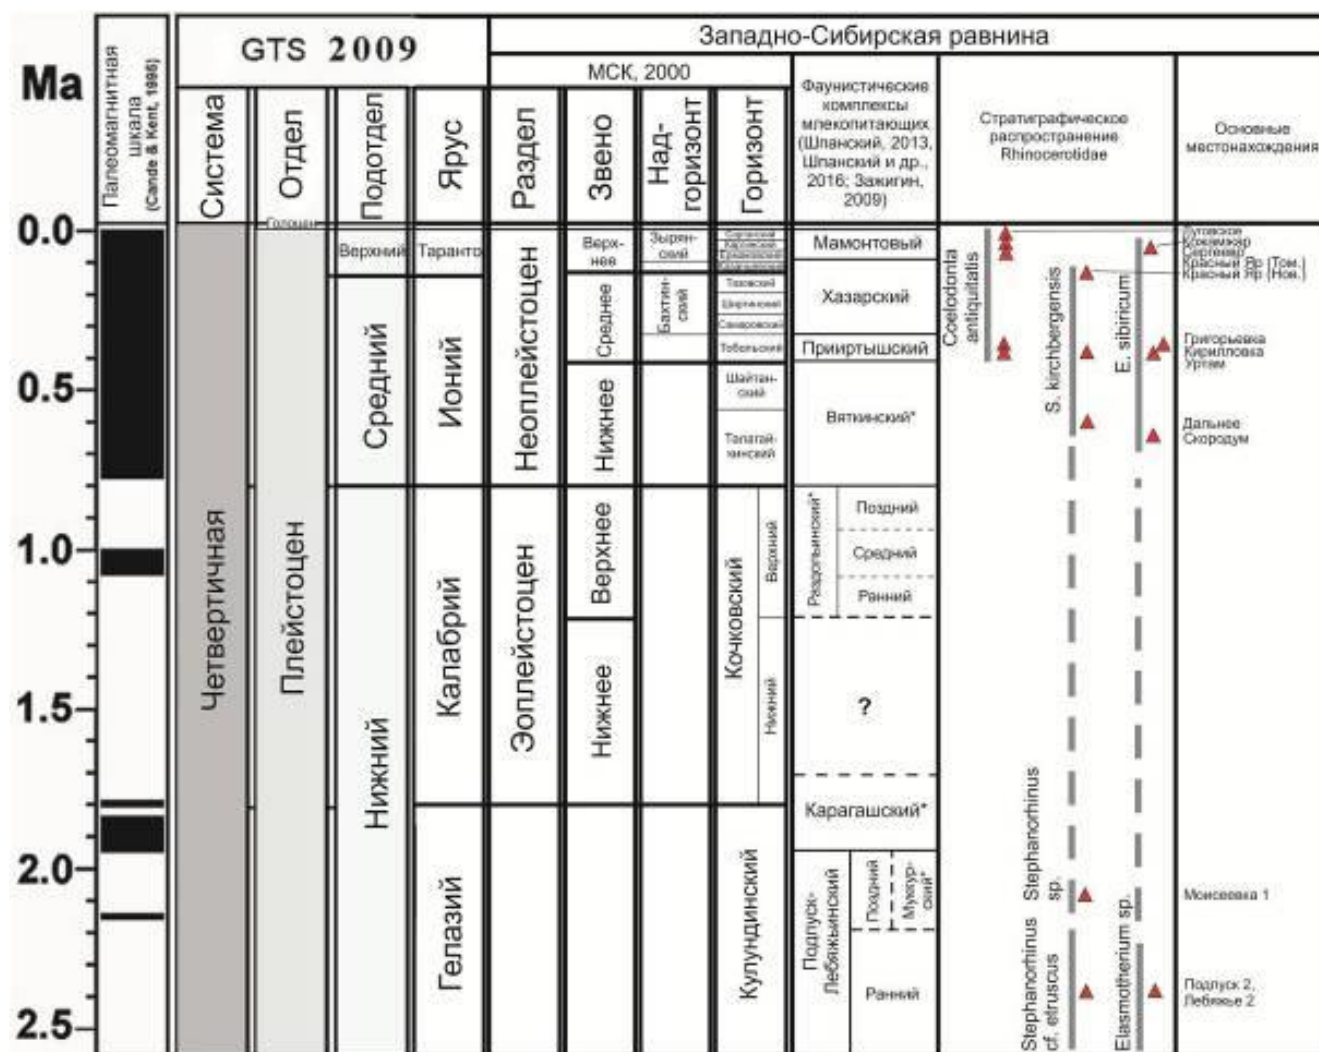 GTS 2009
Западно-Сибирская равнина
МСК, 2000
Ma
Палеомагнитная
шкала
(Cande & Kent, 1995)
Система
Отдел
Подотдел
Ярус
Раздел
Звено
Над-
горизонт
Горизонт
Фаунистические
комплексы
млекопитающих
(Шпанский, 2013,
Шпанский и др.,
2016; Зажигин,
2009)
Стратиграфическое
распространение
Rhinocerotidae
Основные
местонахождения
0.0
0.5
1.0
1.5
2.0
2.5
Четвертичная
Голоцен
Плейстоцен
Верхний
Средний
Нижний
Таранто
Ионий
Калабрий
Гелазий
Неоплейстоцен
Эоплейстоцен
Верх-
нее
Среднее
Нижнее
Верхнее
Нижнее
Зырян-
ский
Бахтин-
ский
Тазовский
Ширтинский
Самаровский
Тобольский
Шайтан-
ский
Талагай-
кинский
Кочковский
Верхний
Нижний
Кулундинский
Мамонтовый
Хазарский
Прииртышский
Вяткинский*
Раздольинский*
Поздний
Средний
Ранний
?
Карагашский*
Подпуск-
Лебяжьинский
Поздний
Муккур-
ский*
Ранний
Coelodonta
antiquitatis
S. kirchbergensis
E. sibiricum
Stephanorhinus
sp.
Stephanorhinus
cf. etruscus
Elasmotherium sp.
Луговское
Кокамжар
Сергеево
Красный Яр (Том.)
Красный Яр (Нов.)
Григорьевка
Кирилловка
Уртам
Дальнее
Скородум
Моисеевка 1
Подпуск 2,
Лебяжье 2